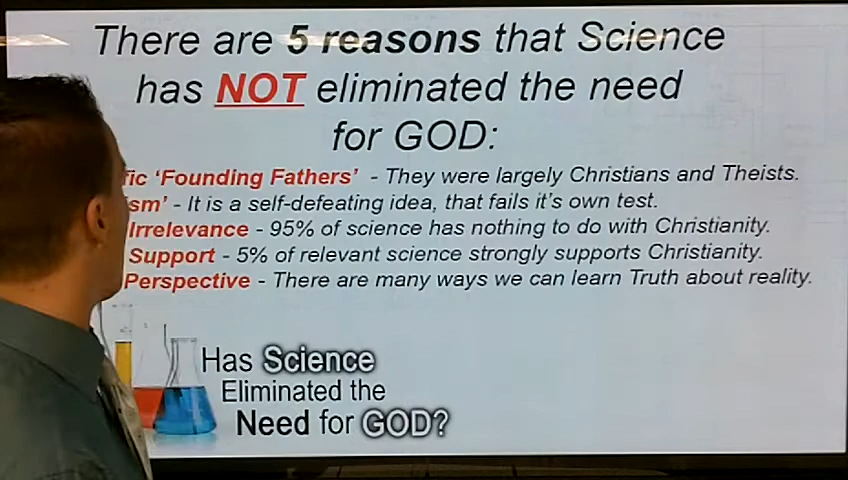 There are 5 reasons that Science
has NOT eliminated the need
for GOD:
fic ‘Founding Fathers’ - They were largely Christians and Theists.
ism’ - It is a self-defeating idea, that fails it’s own test.
Irrelevance - 95% of science has nothing to do with Christianity.
Support - 5% of relevant science strongly supports Christianity.
Perspective - There are many ways we can learn Truth about reality.
Has Science
Eliminated the
Need for GOD?